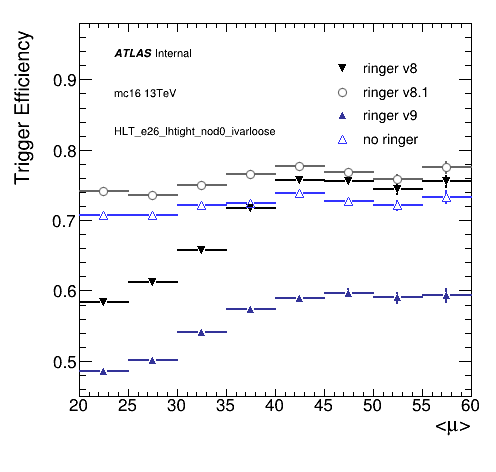 Trigger Efficiency
ATLAS Internal
mc16 13TeV
HLT_e26_lhtight_nod0_ivarloose
ringer v8
ringer v8.1
ringer v9
no ringer
0.9
0.8
0.7
0.6
0.5
20 25 30 35 40 45 50 55 60
<μ>